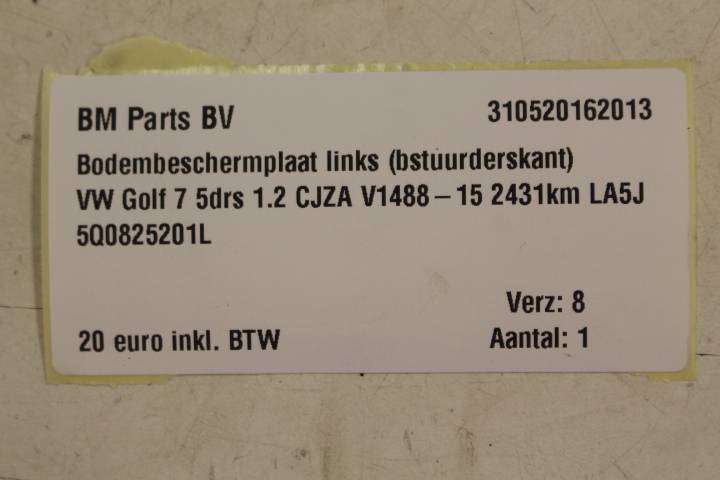 BM Parts BV 310520162013
Bodembeschermplaat links (bstuurderskant)
VW Golf 7 5drs 1.2 CJZA V1488-15 2431km LA5J
5Q0825201L
Verz: 8
20 euro inkl. BTW Aantal: 1